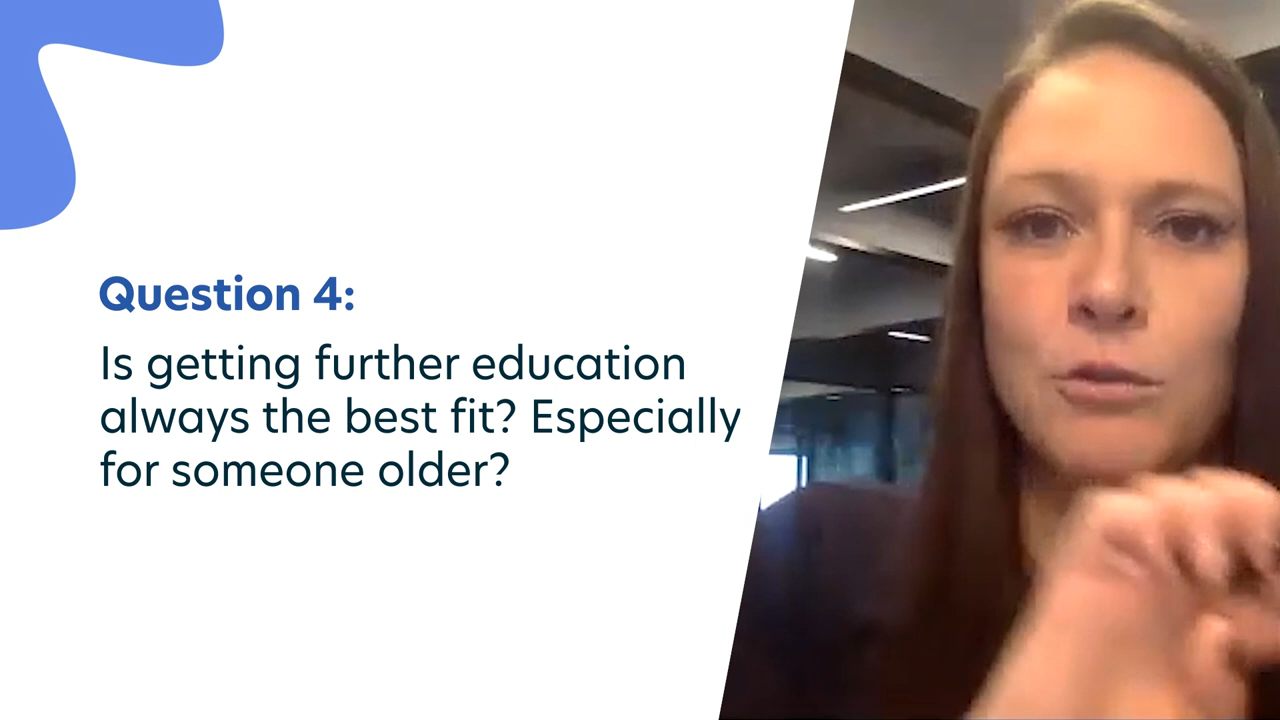 Question 4:
Is getting further education
always the best fit? Especially
for someone older?